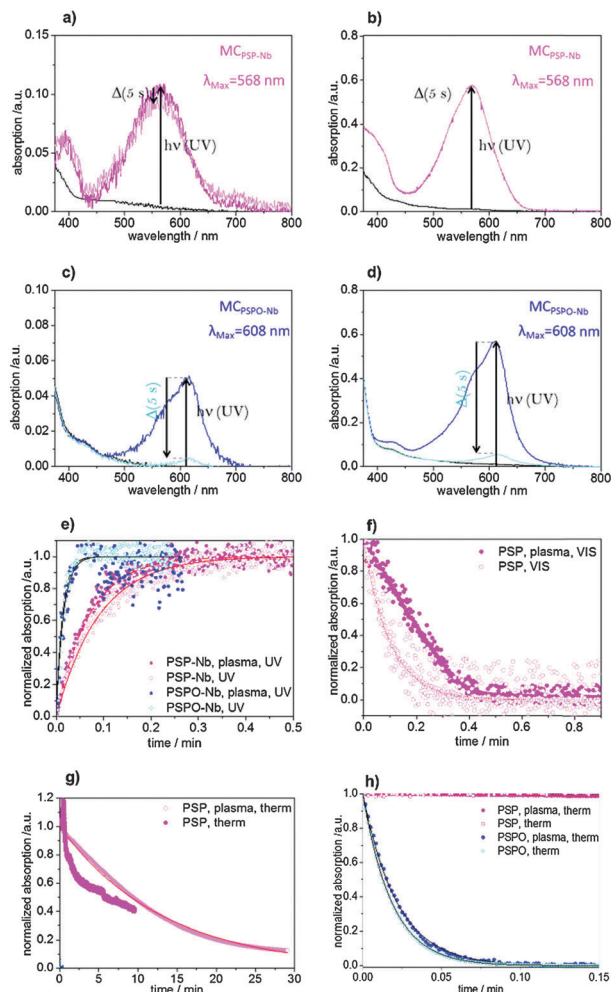 a)
MC_PSP-Nb
λ_Max=568 nm
Δ(5 s)
hν (UV)
absorption /a.u.
0.15
0.10
0.05
0.00
400 500 600 700 800
wavelength / nm
b)
MC_PSP-Nb
λ_Max=568 nm
Δ(5 s)
hν (UV)
absorption /a.u.
0.8
0.6
0.4
0.2
0.0
400 500 600 700 800
wavelength / nm
c)
MC_PSPO-Nb
λ_Max=608 nm
Δ(5 s)
hν (UV)
absorption /a.u.
0.10
0.08
0.06
0.04
0.02
0.00
400 500 600 700 800
wavelength / nm
d)
MC_PSPO-Nb
λ_Max=608 nm
Δ(5 s)
hν (UV)
absorption /a.u.
0.8
0.6
0.4
0.2
0.0
400 500 600 700 800
wavelength / nm
e)
PSP-Nb, plasma, UV
PSP-Nb, UV
PSPO-Nb, plasma, UV
PSPO-Nb, UV
normalized absorption /a.u.
1.0
0.8
0.6
0.4
0.2
0.0
0.0 0.1 0.2 0.3 0.4 0.5
time / min
f)
PSP, plasma, VIS
PSP, VIS
normalized absorption /a.u.
1.0
0.8
0.6
0.4
0.2
0.0
0.0 0.2 0.4 0.6 0.8
time / min
g)
PSP, plasma, therm
PSP, therm
normalized absorption /a.u.
1.2
1.0
0.8
0.6
0.4
0.2
0.0
0 5 10 15 20 25 30
time / min
h)
PSP, plasma, therm
PSP, therm
PSPO, plasma, therm
PSPO, therm
normalized absorption /a.u.
1.0
0.8
0.6
0.4
0.2
0.0
0.00 0.05 0.10 0.15
time / min